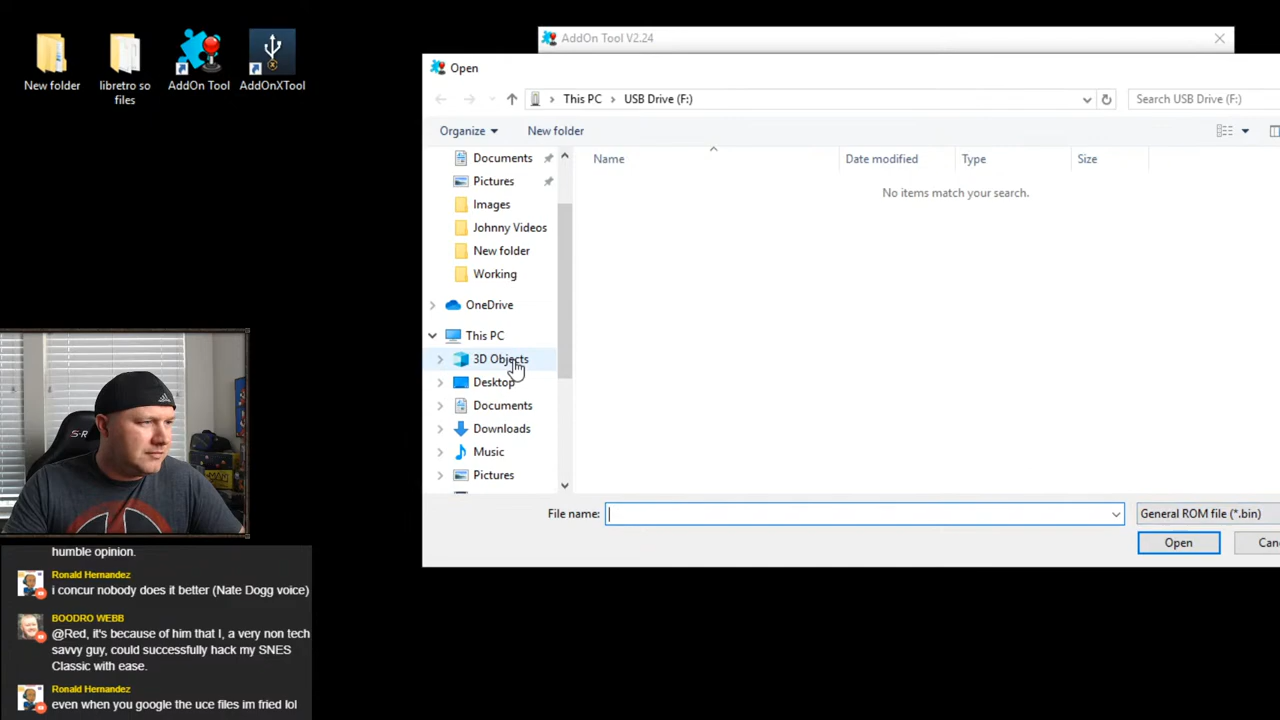 New folder
libretro so
files
AddOn Tool
AddOnXTool
AddOn Tool V2.24
Open
This PC
USB Drive (F:)
Search USB Drive (F:)
Organize
New folder
Documents
Pictures
Images
Johnny Videos
New folder
Working
OneDrive
This PC
3D Objects
Desktop
Documents
Downloads
Music
Pictures
Name
Date modified
Type
Size
No items match your search.
File name:
General ROM file (*.bin)
Open
Can
S-R
humble opinion.
Ronald Hernandez
i concur nobody does it better (Nate Dogg voice)
BOODRO WEBB
@Red, it's because of him that I, a very non tech
savvy guy, could successfully hack my SNES
Classic with ease.
Ronald Hernandez
even when you google the uce files im fried lol